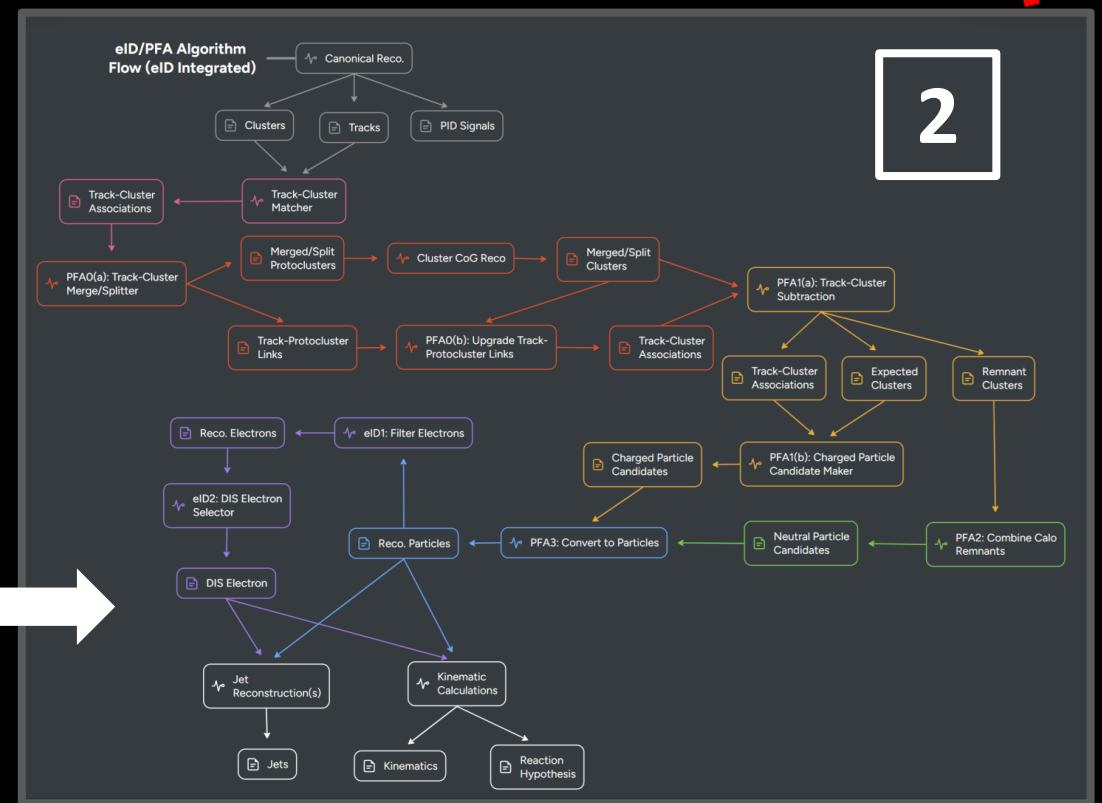 eID/PFA Algorithm
Flow (eID Integrated)
Canonical Reco.
2
Clusters
Tracks
PID Signals
Track-Cluster
Associations
Track-Cluster
Matcher
PFA0(a): Track-Cluster
Merge/Splitter
Merged/Split
Protoclusters
Cluster CoG Reco
Merged/Split
Clusters
PFA1(a): Track-Cluster
Subtraction
Track-Protocluster
Links
PFA0(b): Upgrade Track-
Protocluster Links
Track-Cluster
Associations
Track-Cluster
Associations
Expected
Clusters
Remnant
Clusters
Reco. Electrons
eID1: Filter Electrons
Charged Particle
Candidates
PFA1(b): Charged Particle
Candidate Maker
eID2: DIS Electron
Selector
Reco. Particles
PFA3: Convert to Particles
Neutral Particle
Candidates
PFA2: Combine Calo
Remnants
DIS Electron
Jet
Reconstruction(s)
Kinematic
Calculations
Jets
Kinematics
Reaction
Hypothesis